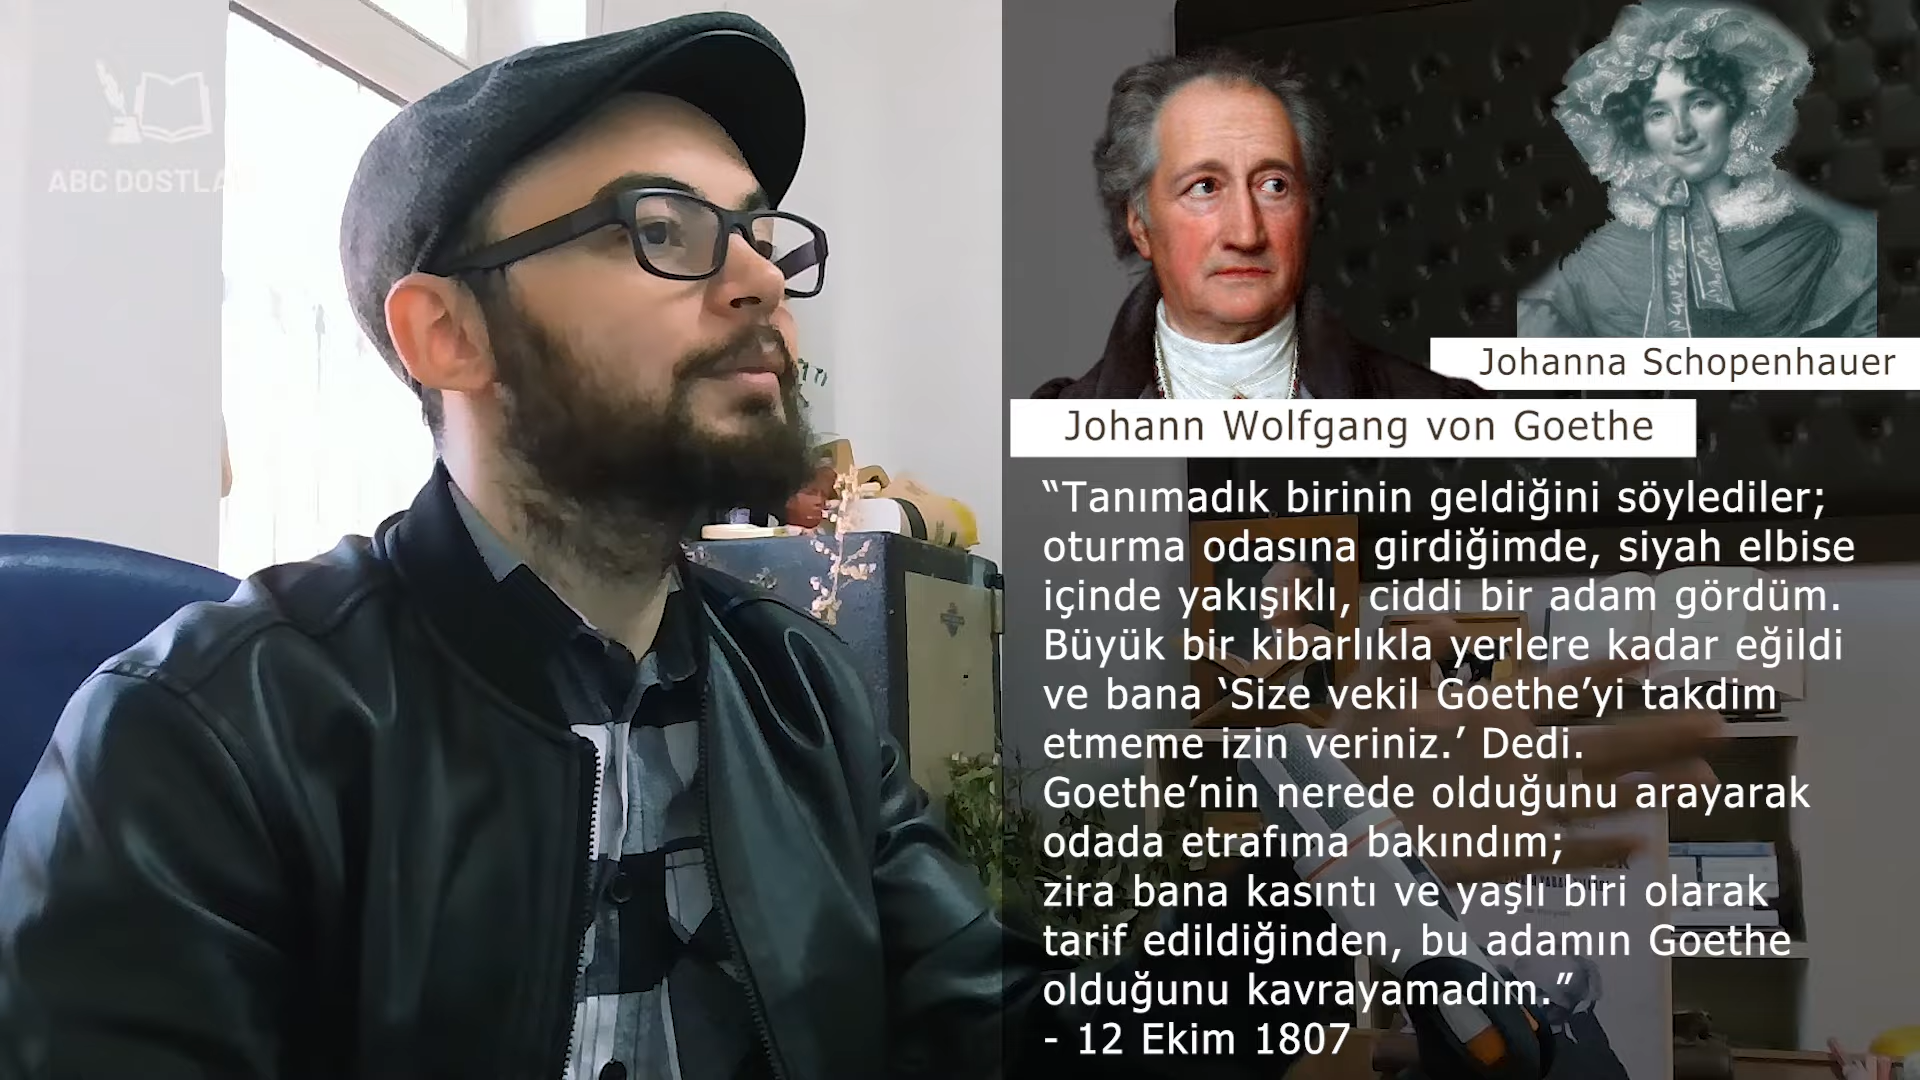 ABC DOSTLA
Johanna Schopenhauer
Johann Wolfgang von Goethe
“Tanımadık birinin geldiğini söylediler;
oturma odasına girdiğimde, siyah elbise
içinde yakışıklı, ciddi bir adam gördüm.
Büyük bir kibarlıkla yerlere kadar eğildi
ve bana ‘Size vekil Goethe’yi takdim
etmeme izin veriniz.’ Dedi.
Goethe’nin nerede olduğunu arayarak
odada etrafıma bakındım;
zira bana kasıntı ve yaşlı biri olarak
tarif edildiğinden, bu adamın Goethe
olduğunu kavrayamadım.”
- 12 Ekim 1807